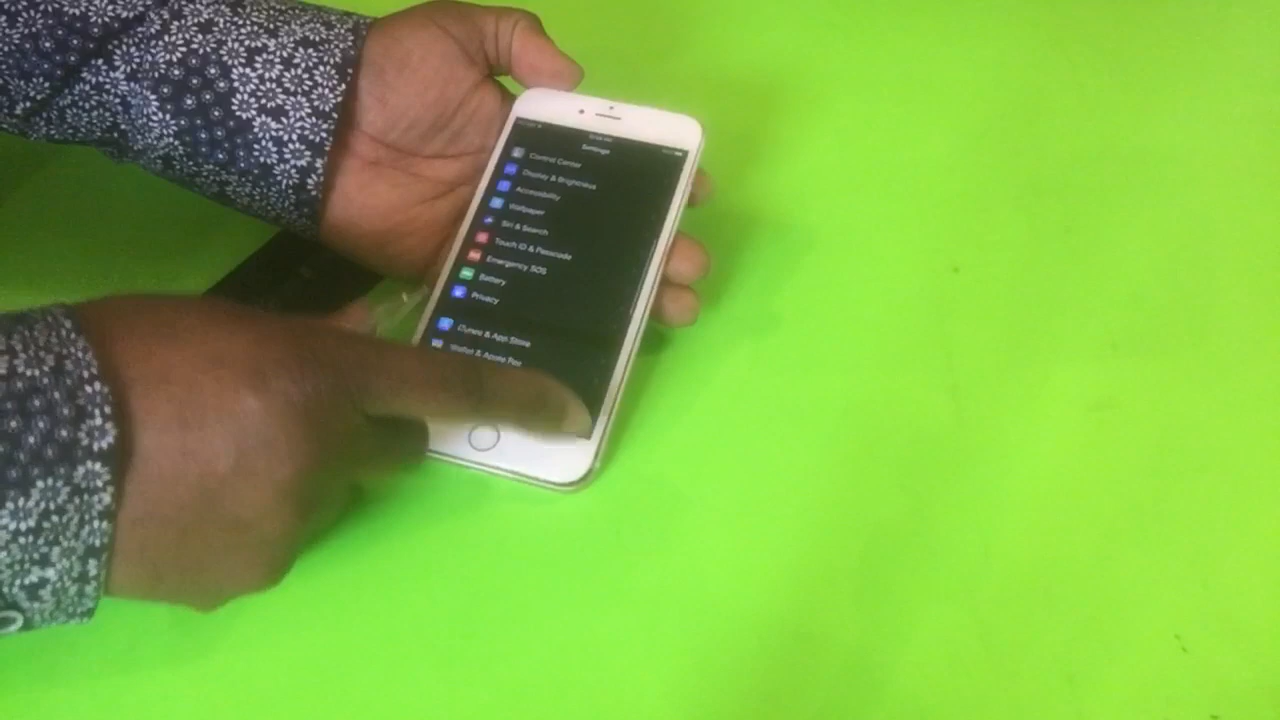 Settings
Control Center
Display & Brightness
Accessibility
Wallpaper
Siri & Search
Touch ID & Passcode
Emergency SOS
Battery
Privacy
iTunes & App Store
Wallet & Apple Pay